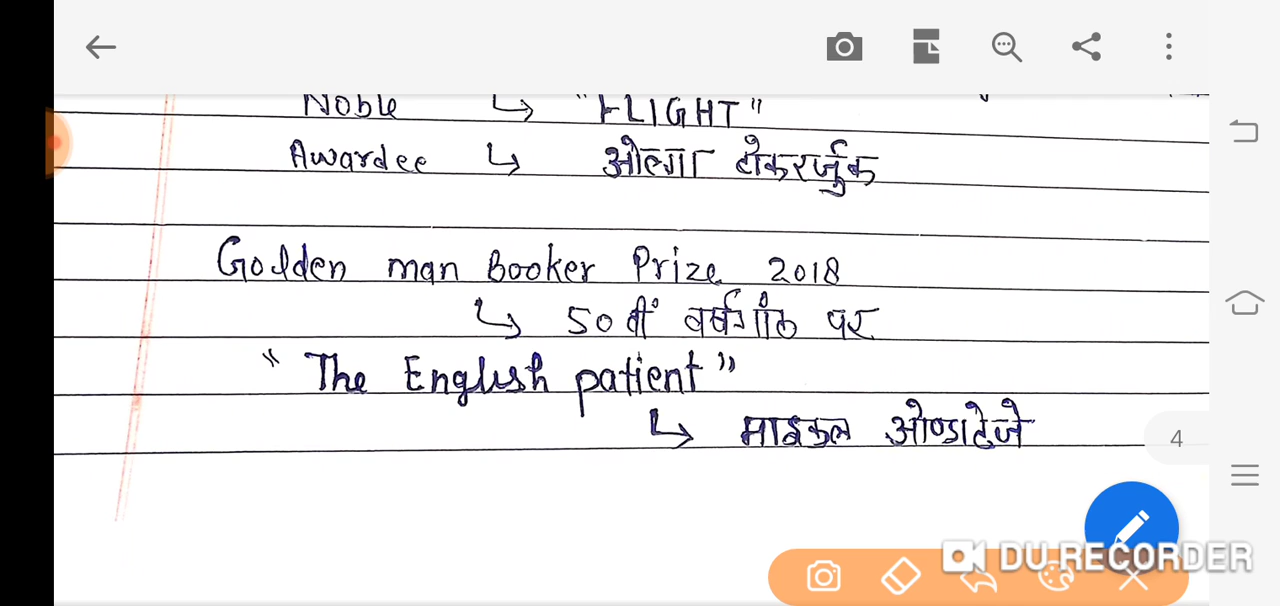 Noble ↳ "FLIGHT"
Awardee ↳ ओल्गा टोकरर्जुक
Golden man Booker Prize 2018
↳ 50वीं वर्षगांठ पर
"The English patient"
↳ माइकल ओण्डाटेजे
4
DU RECORDER